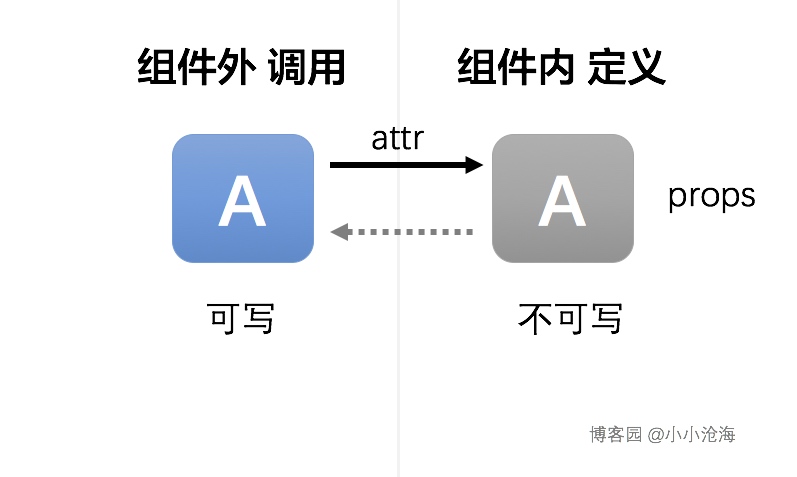 组件外 调用
组件内 定义
attr
A
A
props
可写
不可写
博客园 @小小沧海